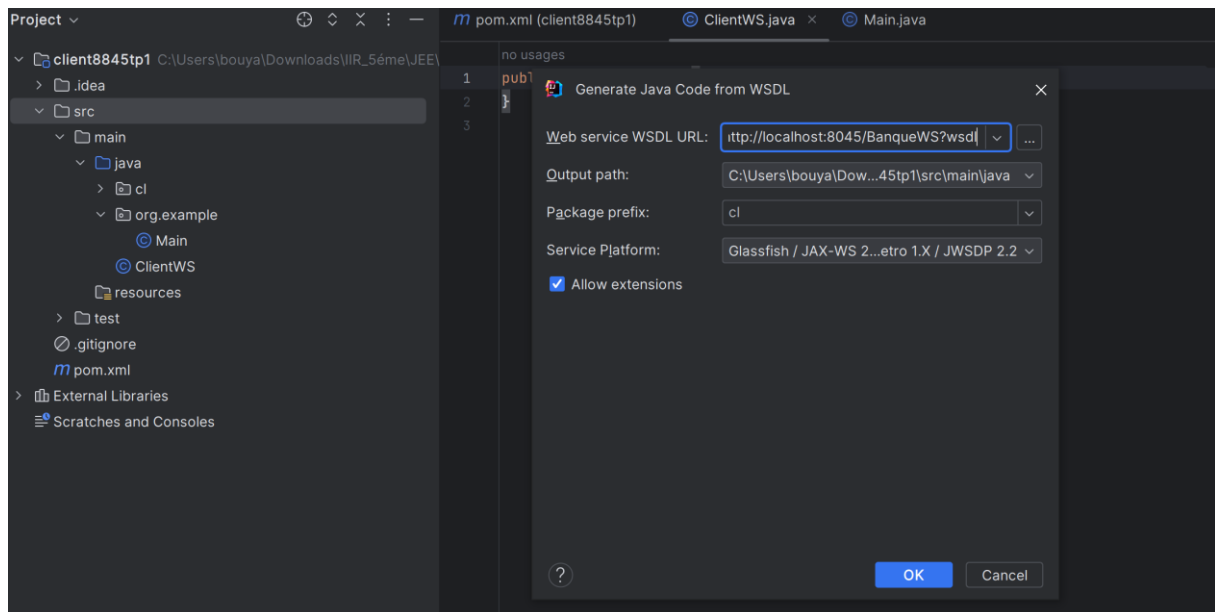 Project
pom.xml (client8845tp1)
ClientWS.java
Main.java
client8845tp1 C:\Users\bouya\Downloads\IIR_5éme\JEE\
.idea
src
main
java
cl
org.example
Main
ClientWS
resources
test
.gitignore
pom.xml
External Libraries
Scratches and Consoles
no usages
1 publ
2 }
3
Generate Java Code from WSDL
Web service WSDL URL: ttp://localhost:8045/BanqueWS?wsdl
...
Output path: C:\Users\bouya\Dow...45tp1\src\main\java
Package prefix: cl
Service Platform: Glassfish / JAX-WS 2...etro 1.X / JWSDP 2.2
Allow extensions
?
OK
Cancel